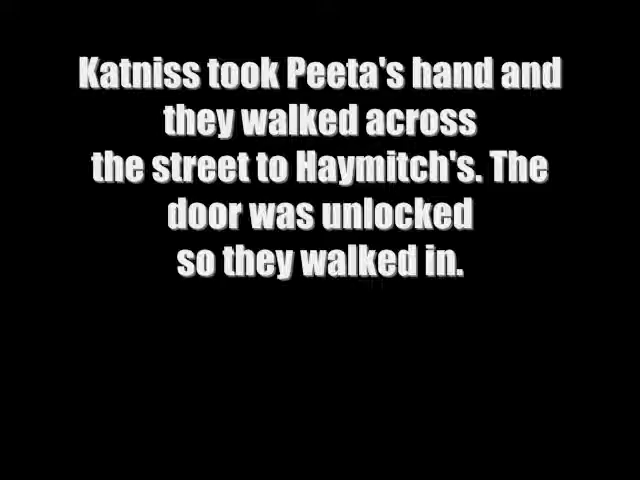 Katniss took Peeta's hand and
they walked across
the street to Haymitch's. The
door was unlocked
so they walked in.